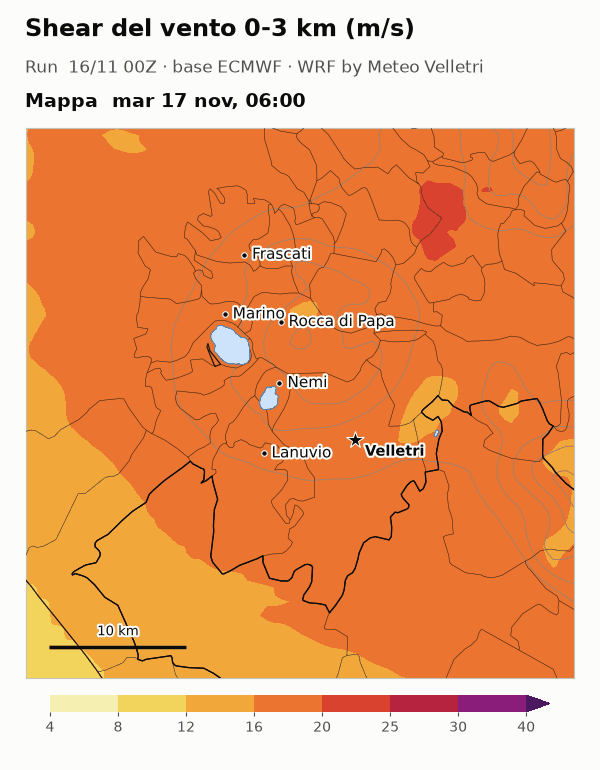 Shear del vento 0-3 km (m/s)
Run  16/11 00Z · base ECMWF · WRF by Meteo Velletri
Mappa  mar 17 nov, 06:00
Frascati
Marino
Rocca di Papa
Nemi
Velletri
Lanuvio
10 km
4 8 12 16 20 25 30 40